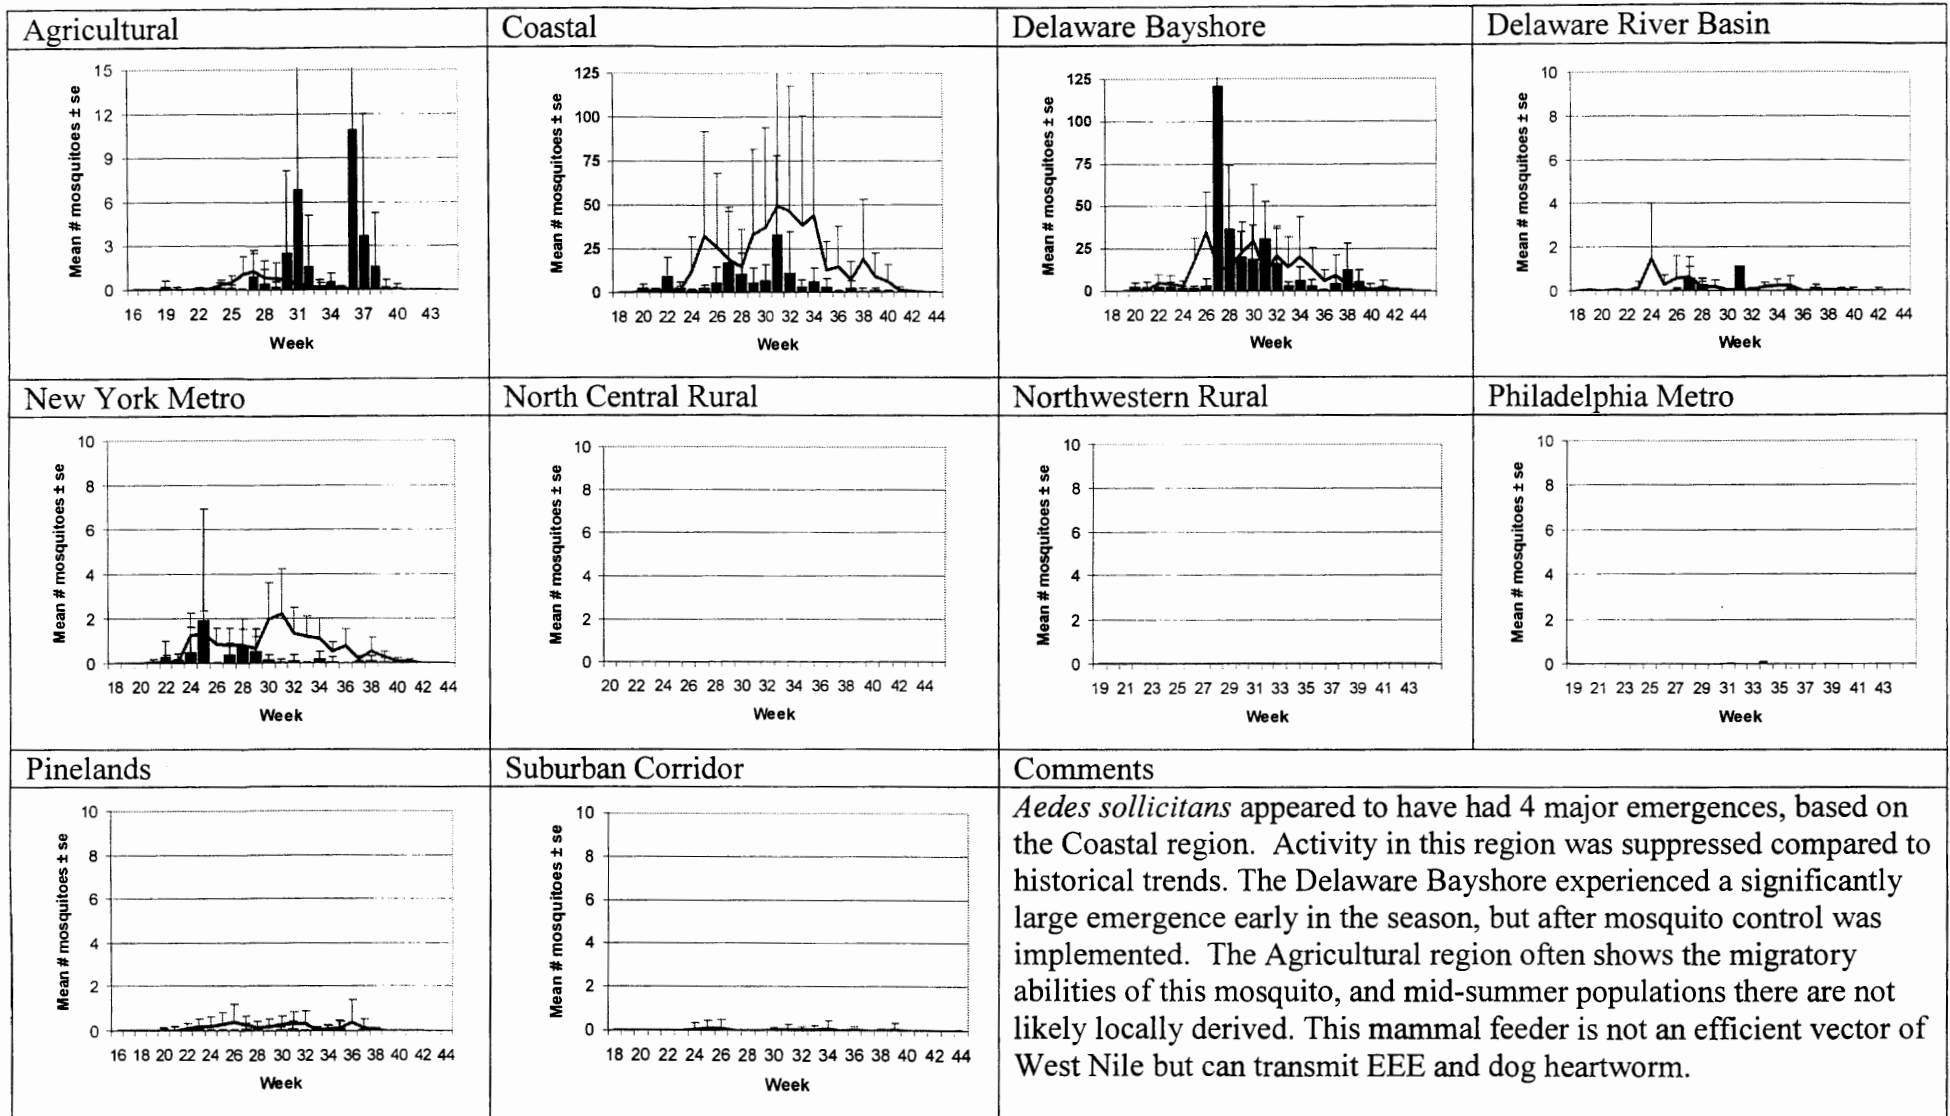 Agricultural
Mean # mosquitoes ± se
15
12
9
6
3
0
16 19 22 25 28 31 34 37 40 43
Week
Coastal
Mean # mosquitoes ± se
125
100
75
50
25
0
18 20 22 24 26 28 30 32 34 36 38 40 42 44
Week
Delaware Bayshore
Mean # mosquitoes ± se
125
100
75
50
25
0
18 20 22 24 26 28 30 32 34 36 38 40 42 44
Week
Delaware River Basin
Mean # mosquitoes ± se
10
8
6
4
2
0
18 20 22 24 26 28 30 32 34 36 38 40 42 44
Week
New York Metro
Mean # mosquitoes ± se
10
8
6
4
2
0
18 20 22 24 26 28 30 32 34 36 38 40 42 44
Week
North Central Rural
Mean # mosquitoes ± se
10
8
6
4
2
0
20 22 24 26 28 30 32 34 36 38 40 42 44
Week
Northwestern Rural
Mean # mosquitoes ± se
10
8
6
4
2
0
19 21 23 25 27 29 31 33 35 37 39 41 43
Week
Philadelphia Metro
Mean # mosquitoes ± se
10
8
6
4
2
0
19 21 23 25 27 29 31 33 35 37 39 41 43
Week
Pinelands
Mean # mosquitoes ± se
10
8
6
4
2
0
16 18 20 22 24 26 28 30 32 34 36 38 40 42 44
Week
Suburban Corridor
Mean # mosquitoes ± se
10
8
6
4
2
0
18 20 22 24 26 28 30 32 34 36 38 40 42 44
Week
Comments
Aedes sollicitans appeared to have had 4 major emergences, based on
the Coastal region. Activity in this region was suppressed compared to
historical trends. The Delaware Bayshore experienced a significantly
large emergence early in the season, but after mosquito control was
implemented. The Agricultural region often shows the migratory
abilities of this mosquito, and mid-summer populations there are not
likely locally derived. This mammal feeder is not an efficient vector of
West Nile but can transmit EEE and dog heartworm.